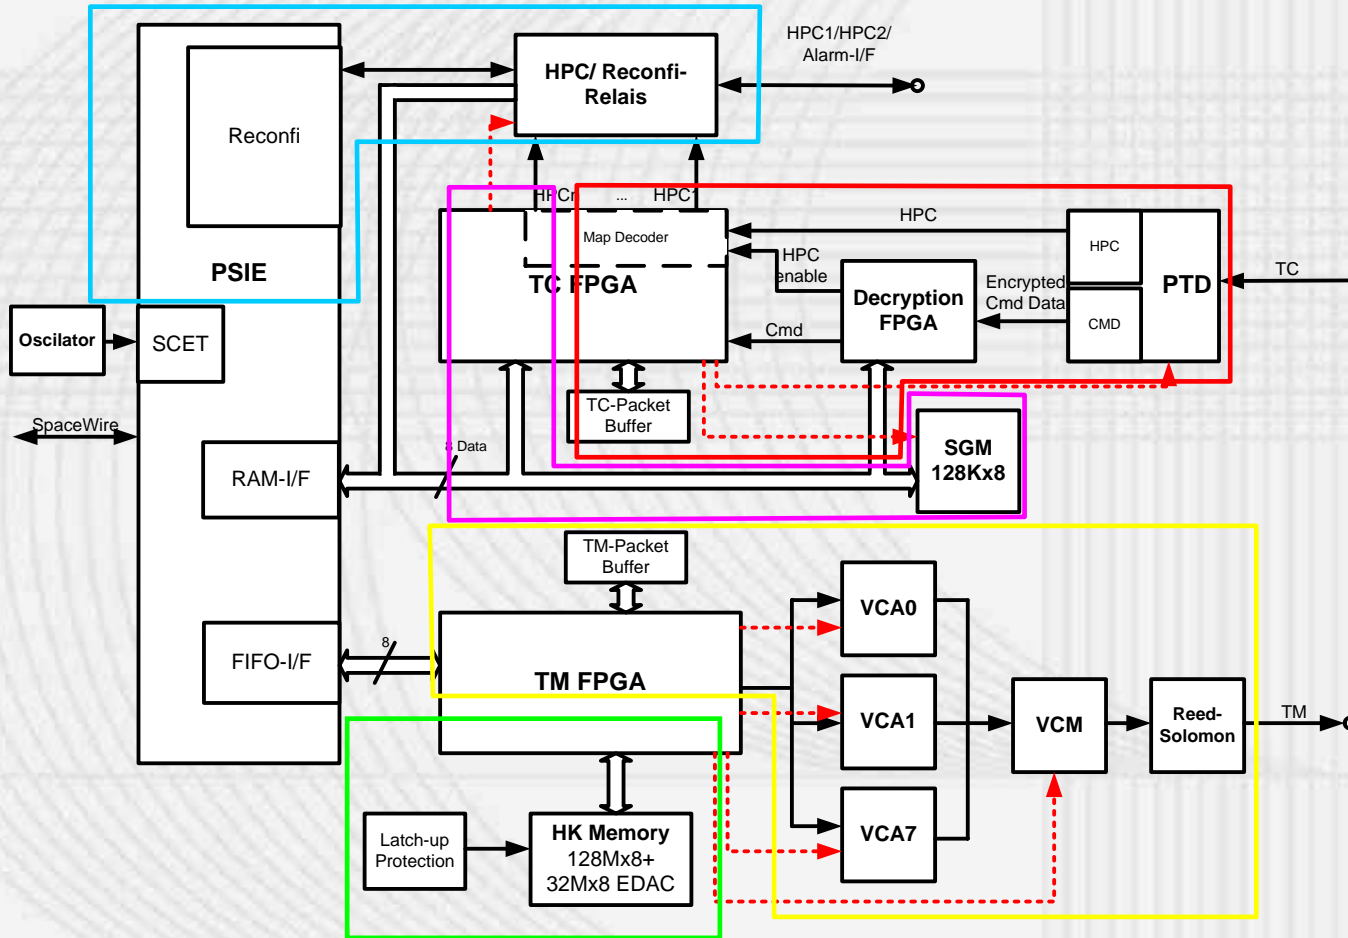 HPC1/HPC2/
Alarm-I/F
HPC/ Reconfi-
Relais
Reconfi
PSIE
HPCn
...
HPC1
Map Decoder
TC FPGA
HPC
HPC
enable
Decryption
FPGA
Encrypted
Cmd Data
HPC
CMD
PTD
TC
Cmd
Oscilator
SCET
SpaceWire
TC-Packet
Buffer
8 Data
SGM
128Kx8
RAM-I/F
TM-Packet
Buffer
FIFO-I/F
8
TM FPGA
VCA0
VCA1
VCA7
VCM
Reed-
Solomon
TM
Latch-up
Protection
HK Memory
128Mx8+
32Mx8 EDAC